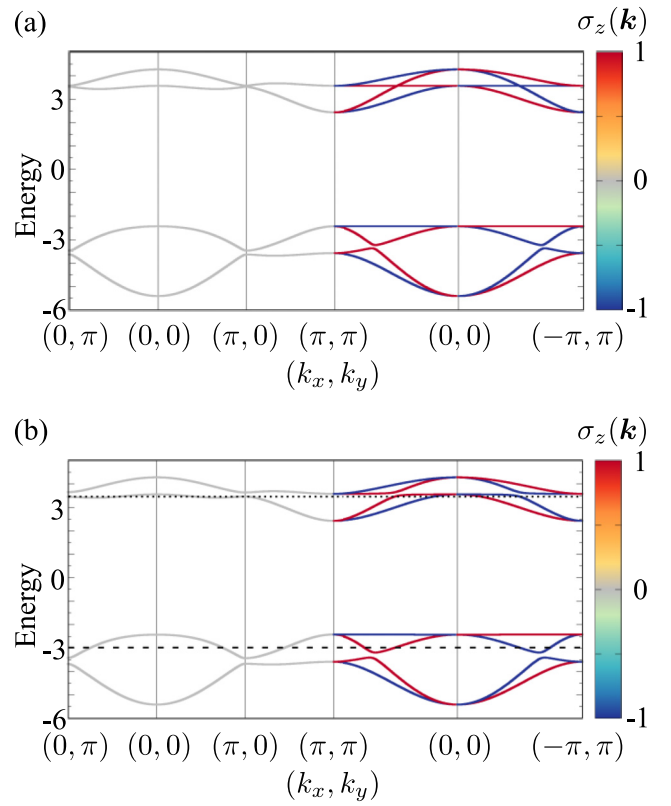 (a)
σz(k)
Energy
3
0
-3
-6
1
0
-1
(0, π) (0, 0) (π, 0) (π, π) (0, 0) (−π, π)
(kx, ky)
(b)
σz(k)
Energy
3
0
-3
-6
1
0
-1
(0, π) (0, 0) (π, 0) (π, π) (0, 0) (−π, π)
(kx, ky)